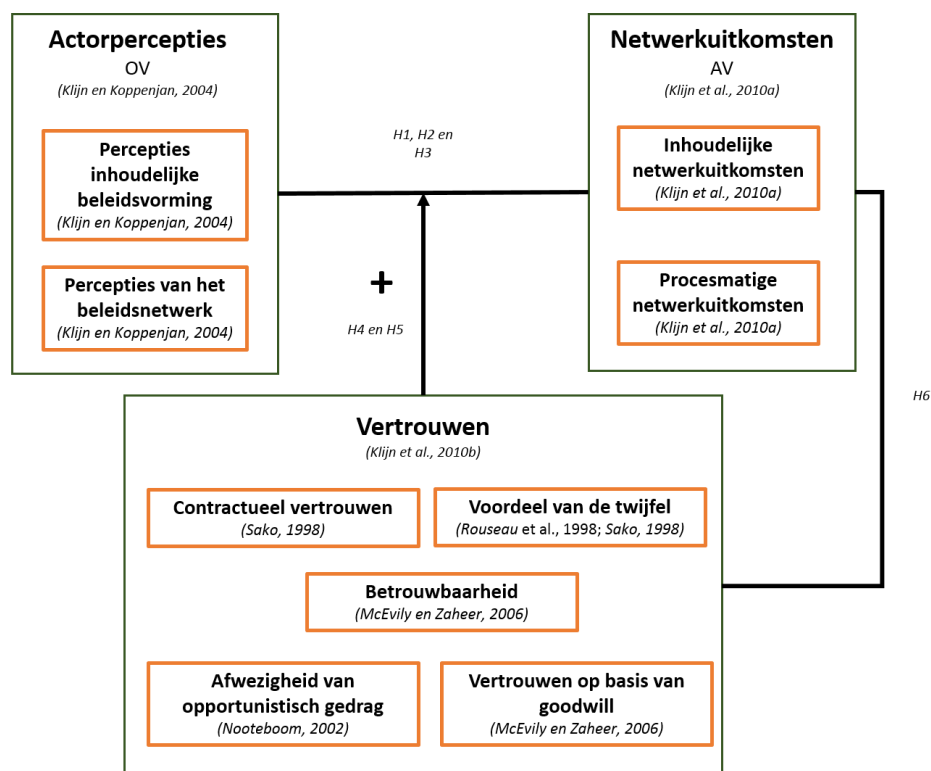 Actorpercepties
OV
(Klijn en Koppenjan, 2004)
Percepties
inhoudelijke
beleidsvorming
(Klijn en Koppenjan, 2004)
Percepties van het
beleidsnetwerk
(Klijn en Koppenjan, 2004)
H1, H2 en
H3
+
H4 en H5
Netwerkuitkomsten
AV
(Klijn et al., 2010a)
Inhoudelijke
netwerkuitkomsten
(Klijn et al., 2010a)
Procesmatige
netwerkuitkomsten
(Klijn et al., 2010a)
H6
Vertrouwen
(Klijn et al., 2010b)
Contractueel vertrouwen
(Sako, 1998)
Voordeel van de twijfel
(Rouseau et al., 1998; Sako, 1998)
Betrouwbaarheid
(McEvily en Zaheer, 2006)
Afwezigheid van
opportunistisch gedrag
(Nooteboom, 2002)
Vertrouwen op basis van
goodwill
(McEvily en Zaheer, 2006)